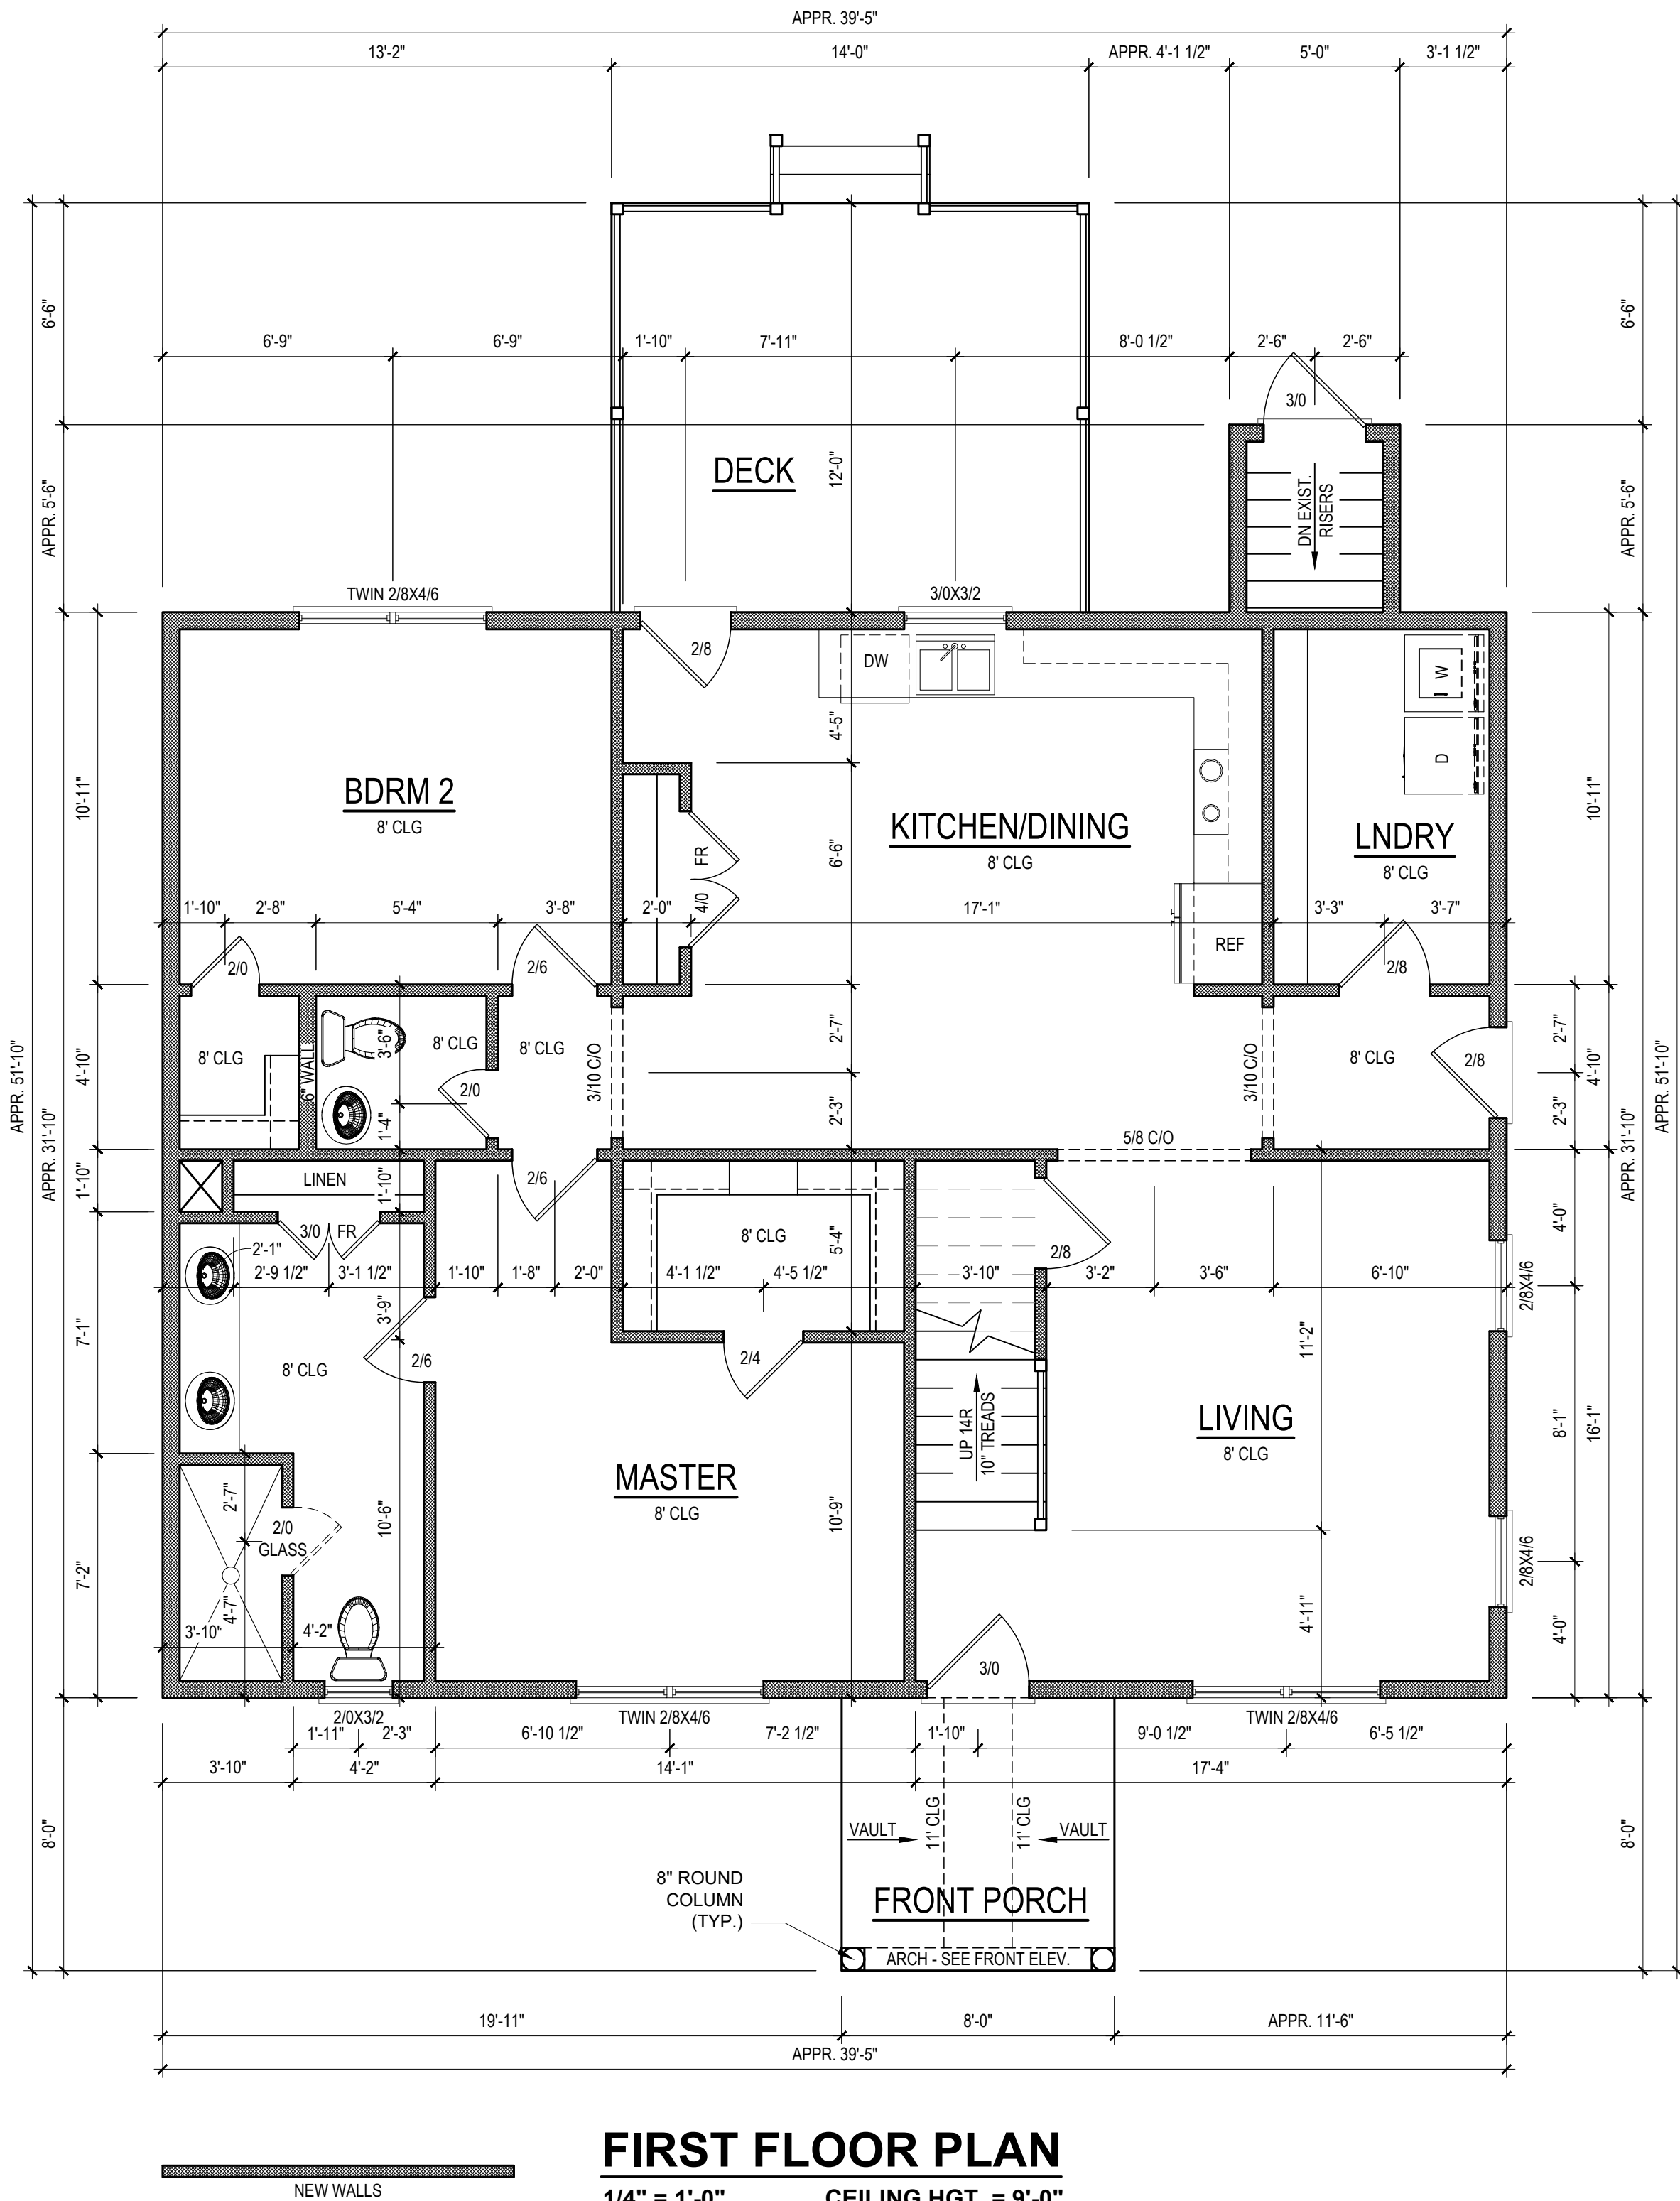 APPR. 39'-5"
13'-2"
14'-0"
APPR. 4'-1 1/2"
5'-0"
3'-1 1/2"
6'-6"
6'-6"
6'-9"
6'-9"
1'-10"
7'-11"
8'-0 1/2"
2'-6"
2'-6"
3/0
DECK
12'-0"
DN EXIST.
RISERS
APPR. 5'-6"
APPR. 5'-6"
TWIN 2/8X4/6
3/0X3/2
2/8
DW
W
D
4'-5"
10'-11"
BDRM 2
8' CLG
FR
4/0
6'-6"
KITCHEN/DINING
8' CLG
LNDRY
8' CLG
10'-11"
1'-10"
2'-8"
5'-4"
3'-8"
2'-0"
17'-1"
3'-3"
3'-7"
REF
2/0
2/6
2/8
APPR. 51'-10"
APPR. 31'-10"
4'-10"
8' CLG
6" WALL
3'-6"
8' CLG
8' CLG
2/0
1'-4"
3/10 C/O
2'-7"
2'-3"
3/10 C/O
8' CLG
2/8
2'-7"
2'-3"
4'-10"
APPR. 31'-10"
APPR. 51'-10"
5/8 C/O
1'-10"
LINEN
1'-10"
2/6
3/0
FR
2'-1"
8' CLG
5'-4"
2/8
4'-0"
2'-9 1/2"
3'-1 1/2"
1'-10"
1'-8"
2'-0"
4'-1 1/2"
4'-5 1/2"
3'-10"
3'-2"
3'-6"
6'-10"
2/8X4/6
7'-1"
3'-9"
8' CLG
2/6
2/4
11'-2"
UP 14R
10" TREADS
LIVING
8' CLG
8'-1"
16'-1"
MASTER
8' CLG
2'-7"
2/0
GLASS
10'-6"
10'-9"
7'-2"
4'-7"
3'-10"
4'-2"
4'-11"
2/8X4/6
4'-0"
3/0
2/0X3/2
TWIN 2/8X4/6
TWIN 2/8X4/6
1'-11"
2'-3"
6'-10 1/2"
7'-2 1/2"
1'-10"
9'-0 1/2"
6'-5 1/2"
3'-10"
4'-2"
14'-1"
17'-4"
8'-0"
VAULT
11' CLG
11' CLG
VAULT
8'-0"
8" ROUND
COLUMN
(TYP.)
FRONT PORCH
ARCH - SEE FRONT ELEV.
19'-11"
8'-0"
APPR. 11'-6"
APPR. 39'-5"
FIRST FLOOR PLAN
NEW WALLS
1/4" = 1'-0"
CEILING HGT. = 9'-0"